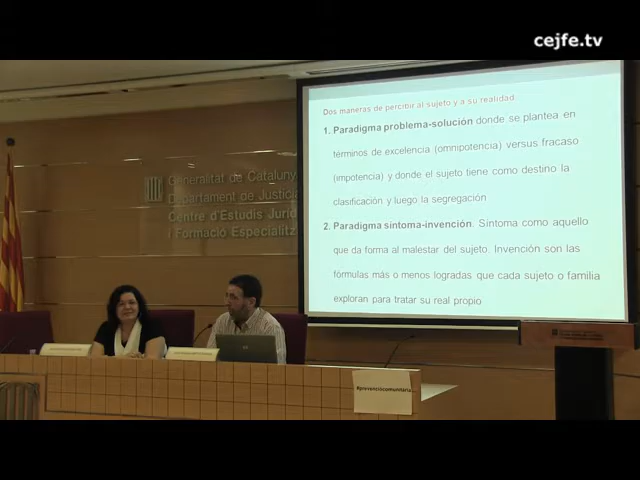 cejfe.tv
Dos maneras de percibir al sujeto y a su realidad
1. Paradigma problema-solución donde se plantea en
términos de excelencia (omnipotencia) versus fracaso
(impotencia) y donde el sujeto tiene como destino la
clasificación y luego la segregación
2. Paradigma síntoma-invención. Síntoma como aquello
que da forma al malestar del sujeto. Invención son las
fórmulas más o menos logradas que cada sujeto o familia
exploran para tratar su real propio
Generalitat de Catalun
Departament de Justícia
Centre d'Estudis Juríd
i Formació Especialitz
#prevenciócomunitària